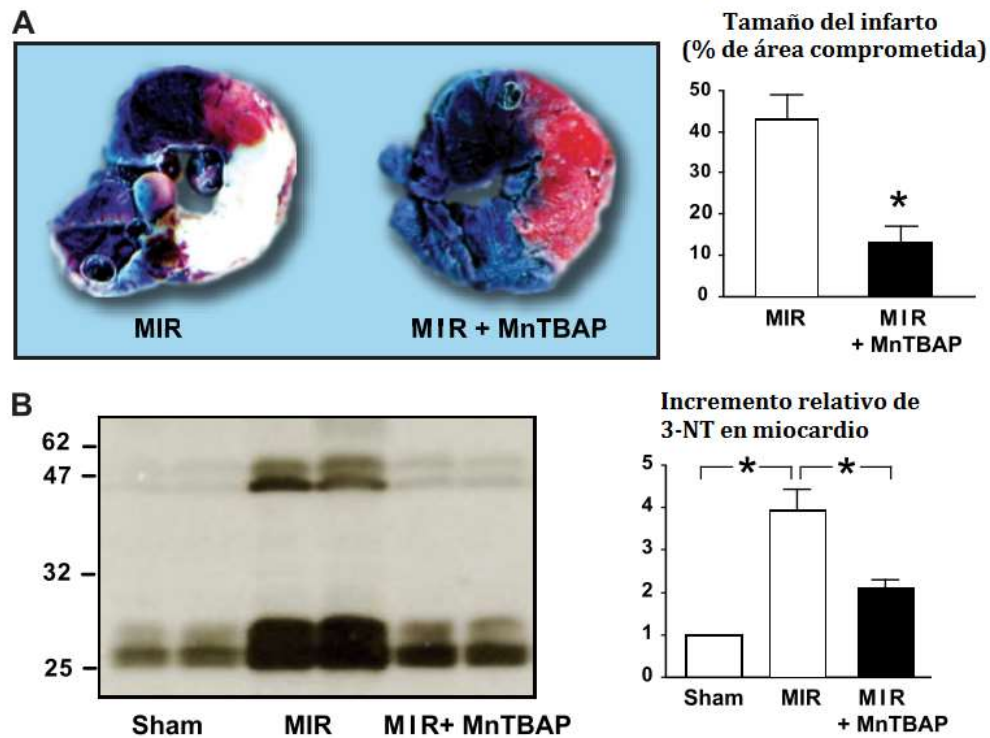 A
Tamaño del infarto
(% de área comprometida)
50
40
30
20
10
0
*
MIR
MIR + MnTBAP
MIR
MIR
+ MnTBAP
B
62
47
32
25
Sham
MIR
MIR+ MnTBAP
Incremento relativo de
3-NT en miocardio
5
4
3
2
1
0
*
*
Sham
MIR
MIR
+ MnTBAP